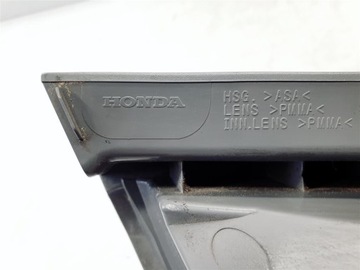 HONDA
HSG. >ASA<
LENS >PMMA<
INN.LENS >PMMA<